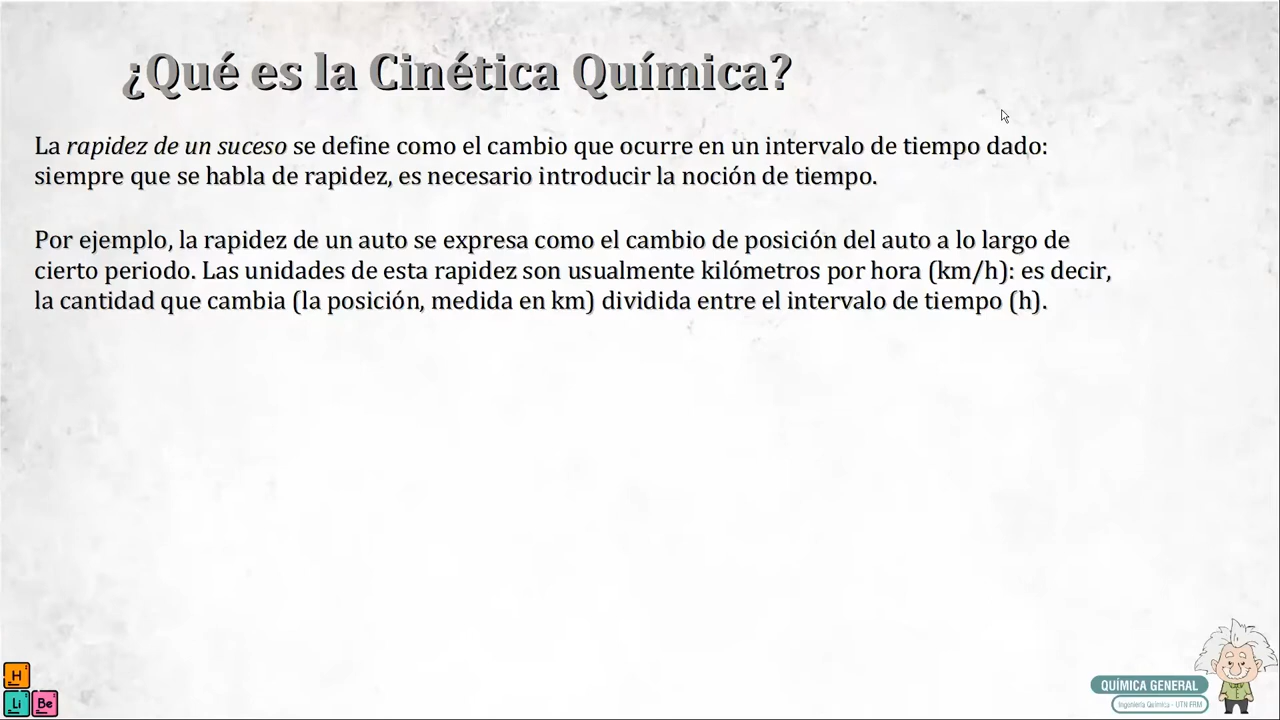 ¿Qué es la Cinética Química?
La rapidez de un suceso se define como el cambio que ocurre en un intervalo de tiempo dado:
siempre que se habla de rapidez, es necesario introducir la noción de tiempo.
Por ejemplo, la rapidez de un auto se expresa como el cambio de posición del auto a lo largo de
cierto periodo. Las unidades de esta rapidez son usualmente kilómetros por hora (km/h): es decir,
la cantidad que cambia (la posición, medida en km) dividida entre el intervalo de tiempo (h).
H
Li Be
QUÍMICA GENERAL
Ingeniería Química - UTN FRM